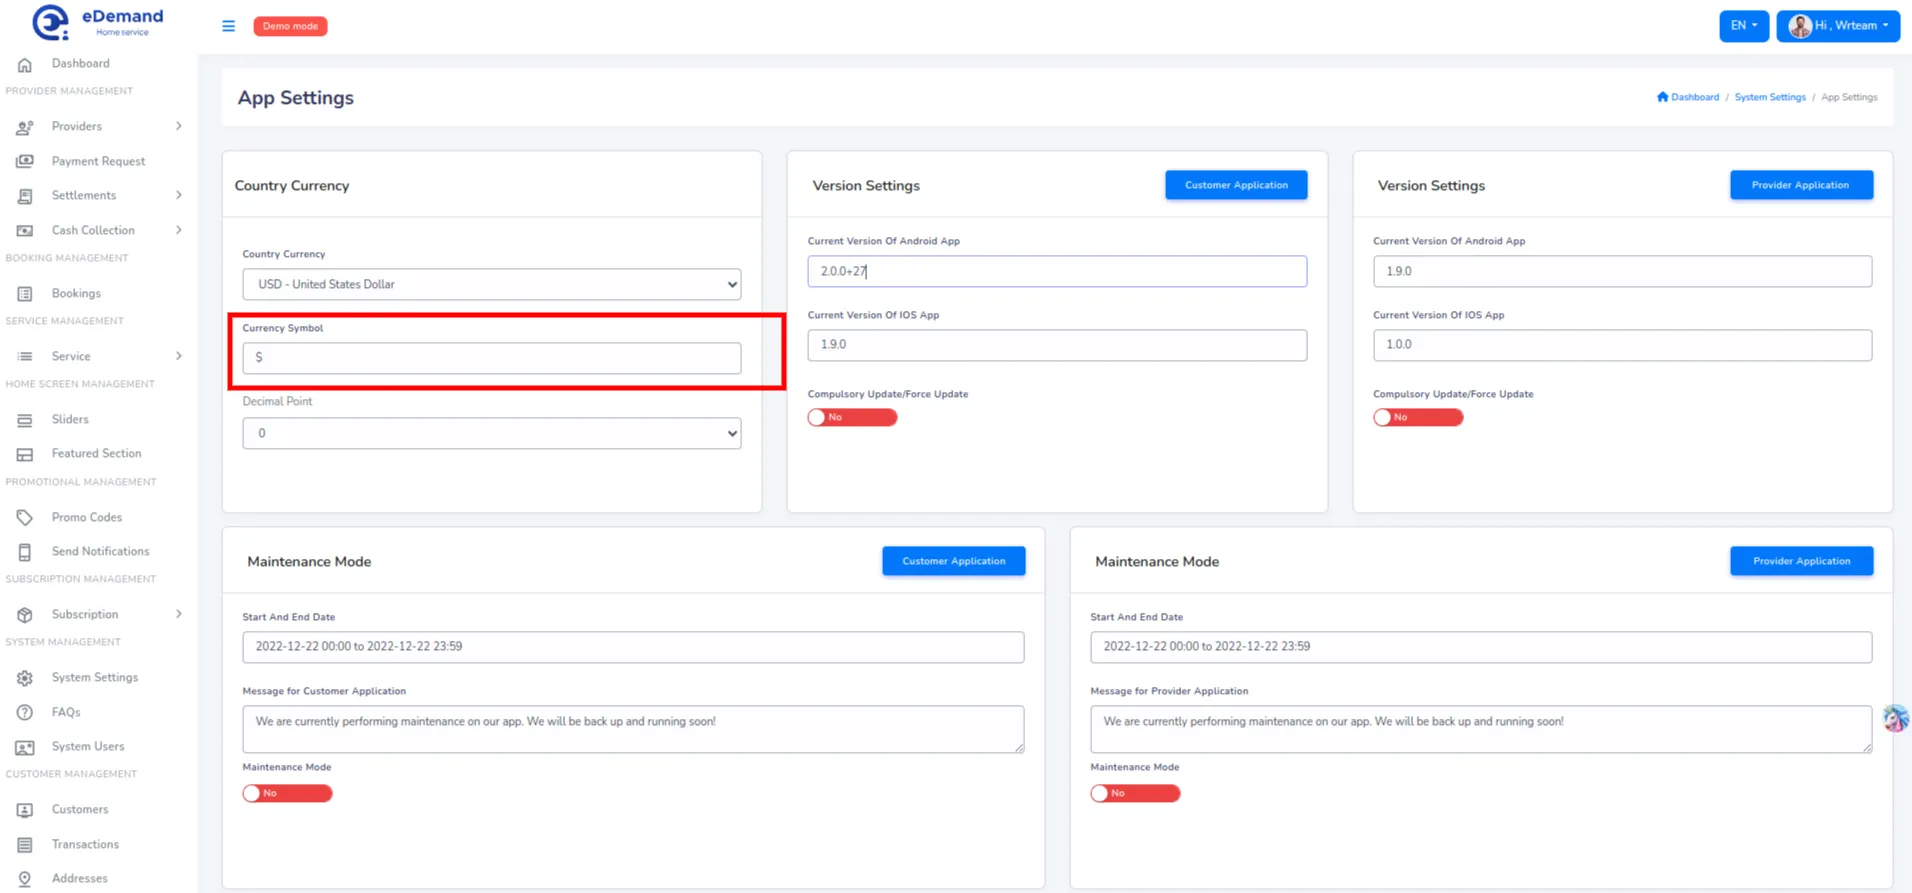 eDemand
Home service
Demo mode
EN
Hi , Wrteam
Dashboard
PROVIDER MANAGEMENT
Providers
Payment Request
Settlements
Cash Collection
BOOKING MANAGEMENT
Bookings
SERVICE MANAGEMENT
Service
HOME SCREEN MANAGEMENT
Sliders
Featured Section
PROMOTIONAL MANAGEMENT
Promo Codes
Send Notifications
SUBSCRIPTION MANAGEMENT
Subscription
SYSTEM MANAGEMENT
System Settings
FAQs
System Users
CUSTOMER MANAGEMENT
Customers
Transactions
Addresses
App Settings
Dashboard / System Settings / App Settings
Country Currency
Country Currency
USD - United States Dollar
Currency Symbol
$
Decimal Point
0
Version Settings
Customer Application
Current Version Of Android App
2.0.0+27
Current Version Of IOS App
1.9.0
Compulsory Update/Force Update
No
Version Settings
Provider Application
Current Version Of Android App
1.9.0
Current Version Of IOS App
1.0.0
Compulsory Update/Force Update
No
Maintenance Mode
Customer Application
Start And End Date
2022-12-22 00:00 to 2022-12-22 23:59
Message for Customer Application
We are currently performing maintenance on our app. We will be back up and running soon!
Maintenance Mode
No
Maintenance Mode
Provider Application
Start And End Date
2022-12-22 00:00 to 2022-12-22 23:59
Message for Provider Application
We are currently performing maintenance on our app. We will be back up and running soon!
Maintenance Mode
No